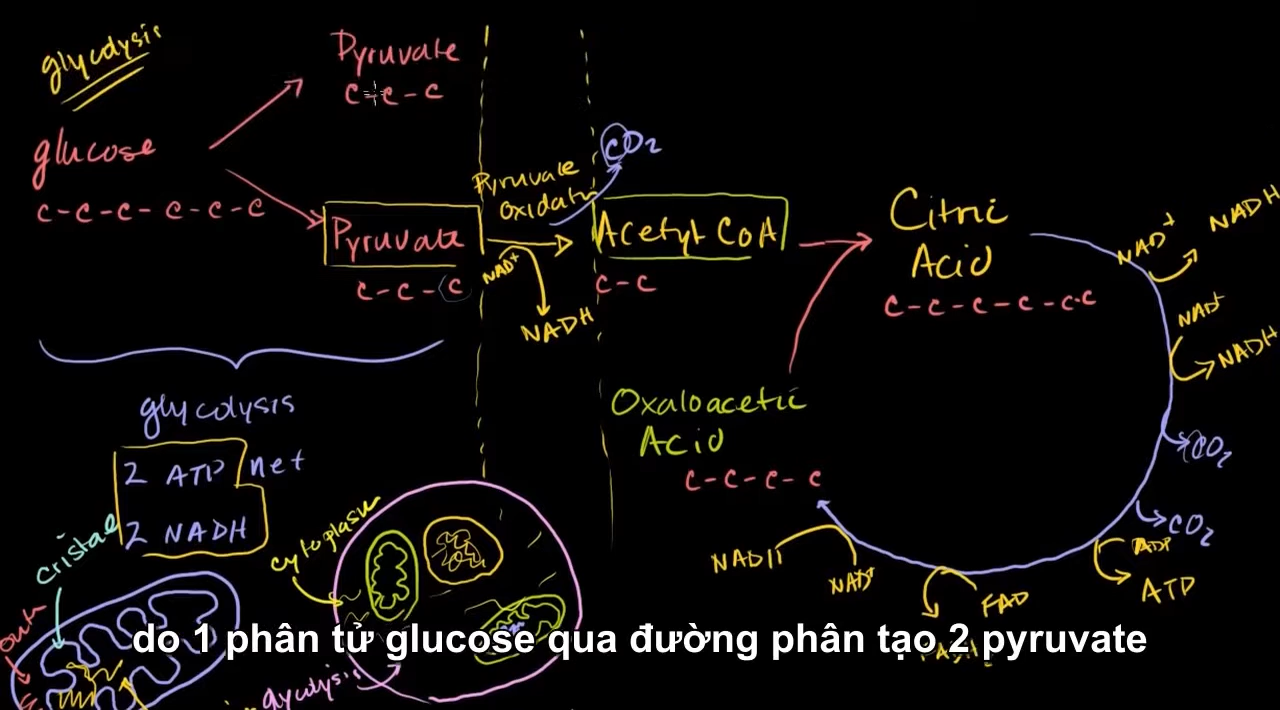 glycolysis
Pyruvate
C-C-C
glucose
C-C-C-C-C-C
Pyruvate
C-C-C
Pyruvate
oxidatn
CO2
NAD+
NADH
Acetyl CoA
C-C
Citric
Acid
C-C-C-C-C-C
NAD+
NADH
NAD+
NADH
CO2
CO2
ADP
ATP
FAD
FADH2
NAD+
NADH
Oxaloacetic
Acid
C-C-C-C
glycolysis
2 ATP net
2 NADH
cristae
cytoplasm
glycolysis
do 1 phân tử glucose qua đường phân tạo 2 pyruvate